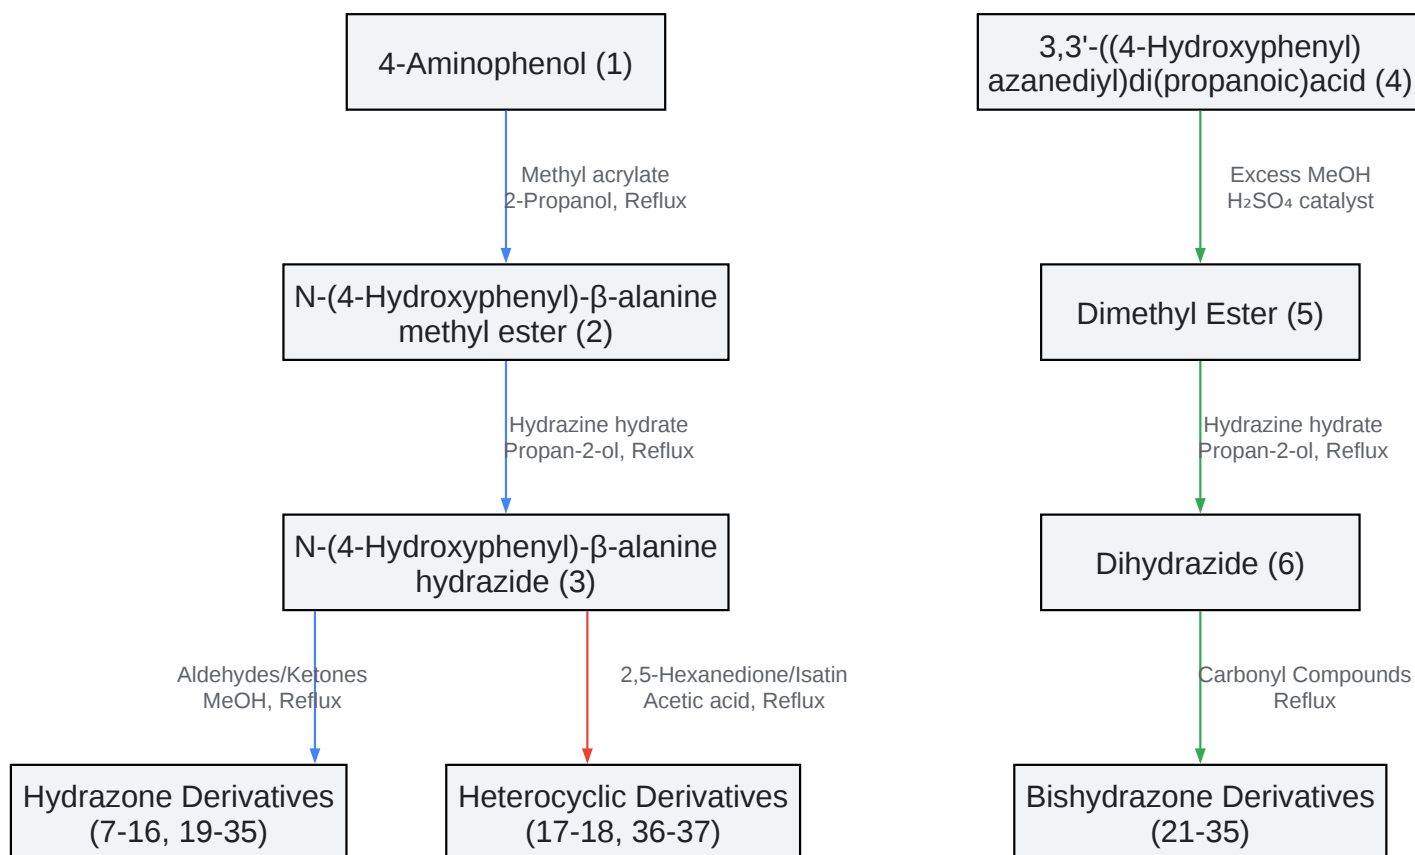 4-Aminophenol (1)
3,3'-((4-Hydroxyphenyl)
azanediyl)di(propanoic)acid (4)
Methyl acrylate
2-Propanol, Reflux
Excess MeOH
H₂SO₄ catalyst
N-(4-Hydroxyphenyl)-β-alanine
methyl ester (2)
Dimethyl Ester (5)
Hydrazine hydrate
Propan-2-ol, Reflux
Hydrazine hydrate
Propan-2-ol, Reflux
N-(4-Hydroxyphenyl)-β-alanine
hydrazide (3)
Dihydrazide (6)
Aldehydes/Ketones
MeOH, Reflux
2,5-Hexanedione/Isatin
Acetic acid, Reflux
Carbonyl Compounds
Reflux
Hydrazone Derivatives
(7-16, 19-35)
Heterocyclic Derivatives
(17-18, 36-37)
Bishydrazone Derivatives
(21-35)